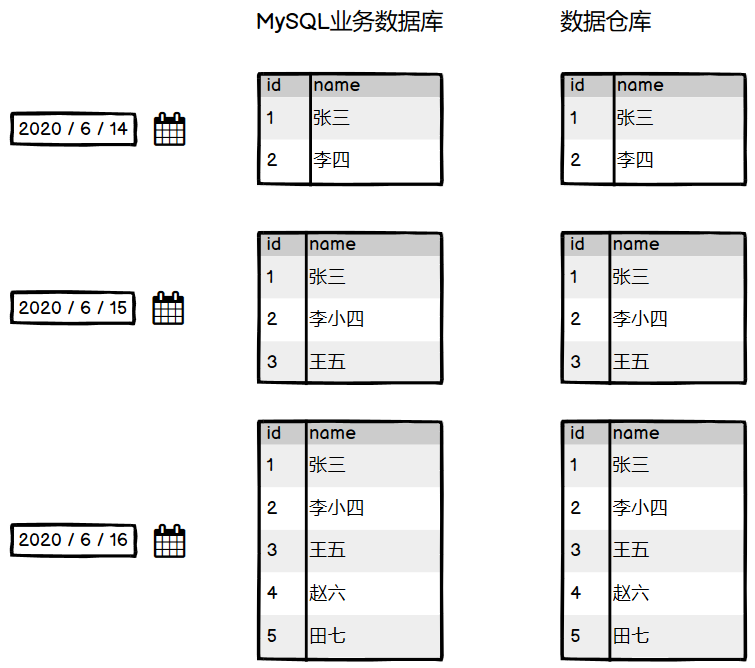 MySQL业务数据库 数据仓库
2020 / 6 / 14
id name
1 张三
2 李四
id name
1 张三
2 李四
2020 / 6 / 15
id name
1 张三
2 李小四
3 王五
id name
1 张三
2 李小四
3 王五
2020 / 6 / 16
id name
1 张三
2 李小四
3 王五
4 赵六
5 田七
id name
1 张三
2 李小四
3 王五
4 赵六
5 田七